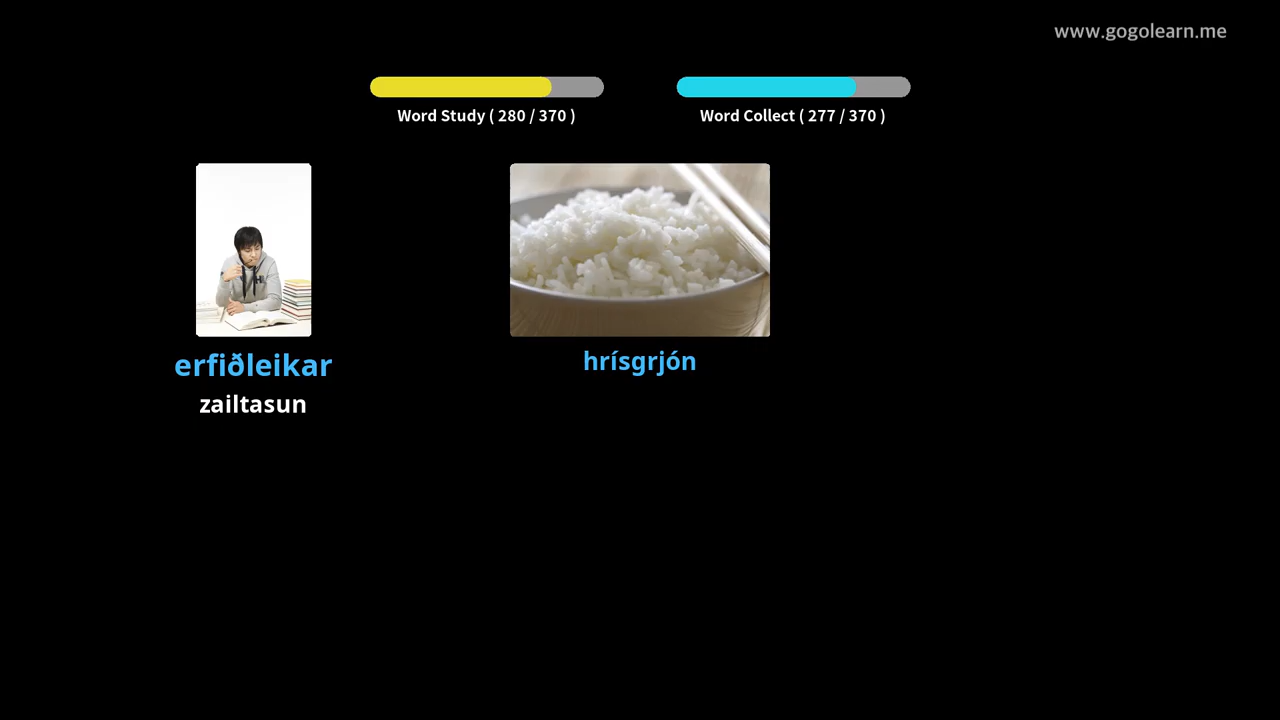 www.gogolearn.me
Word Study ( 280 / 370 )
Word Collect ( 277 / 370 )
erfiðleikar
zailtasun
hrísgrjón